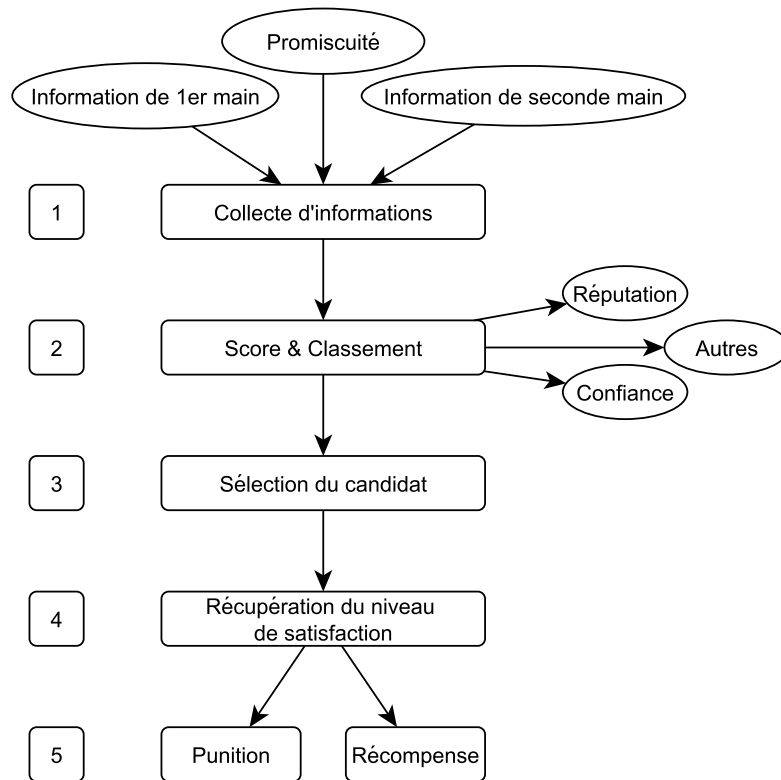 Promiscuité
Information de 1er main
Information de seconde main
1
Collecte d'informations
Réputation
2
Score & Classement
Autres
Confiance
3
Sélection du candidat
4
Récupération du niveau
de satisfaction
5
Punition
Récompense